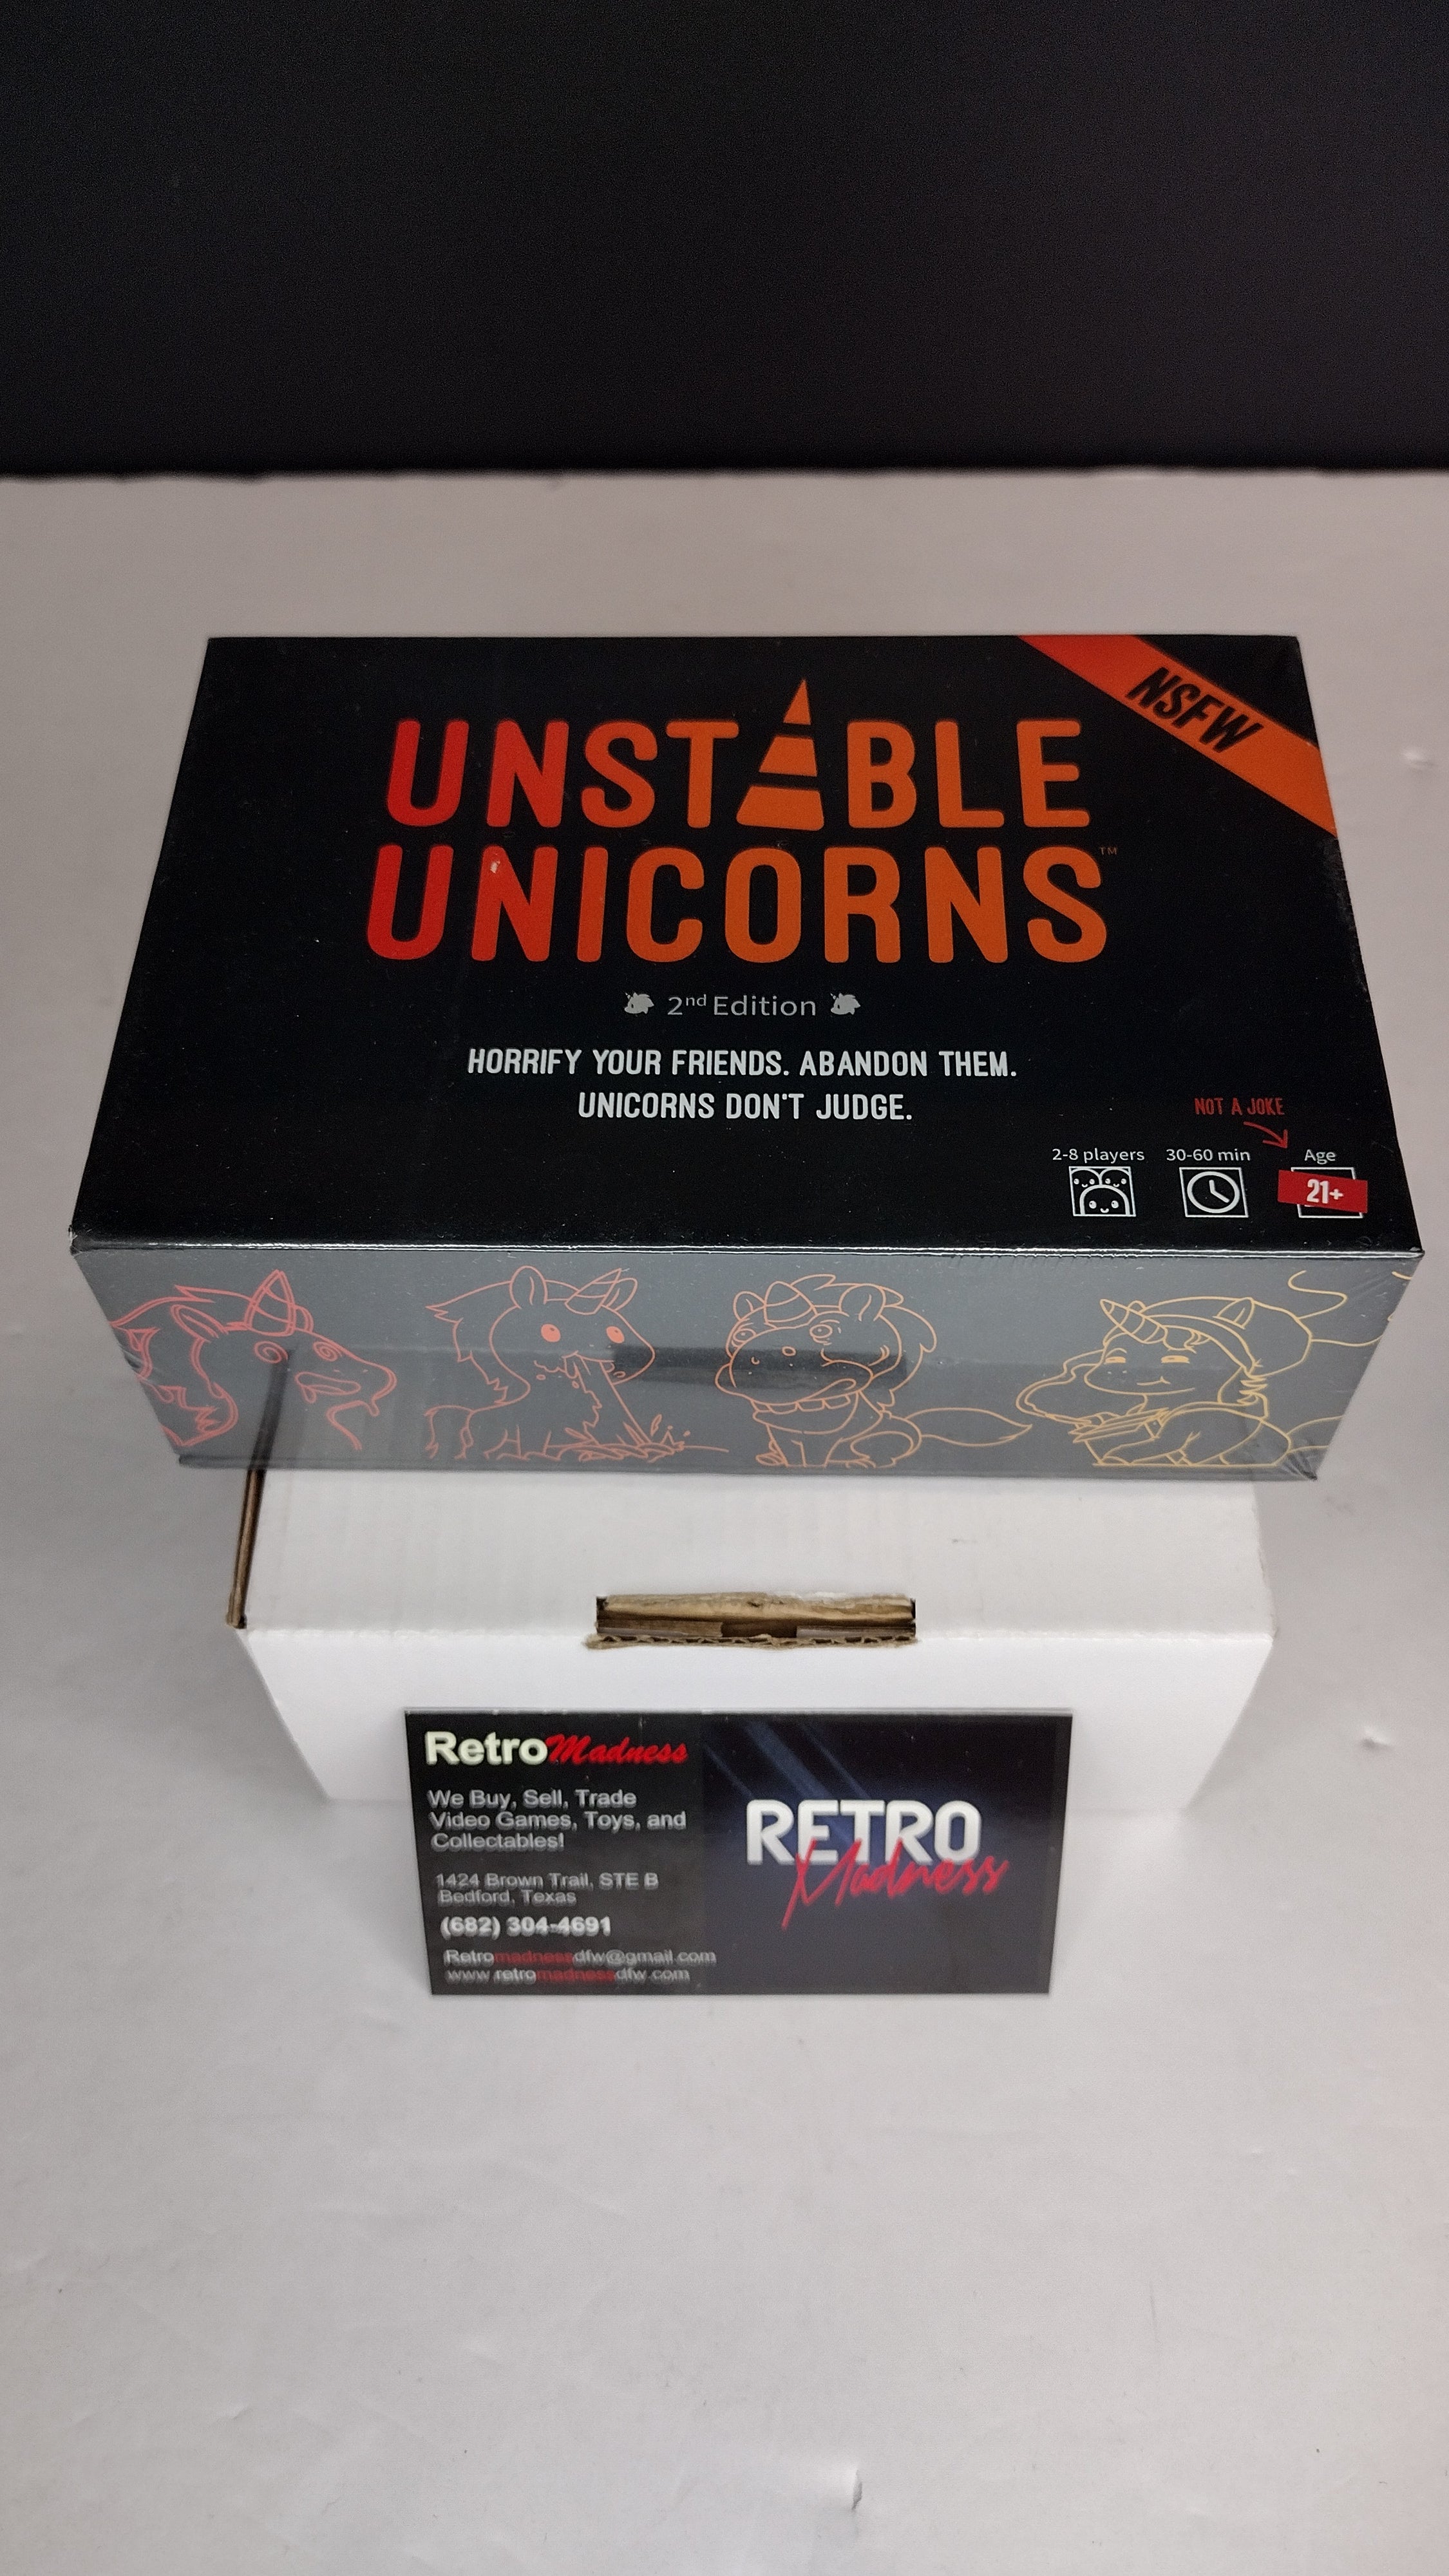 NSFW
UNSTABLE
UNICORNS™
2nd Edition
HORRIFY YOUR FRIENDS. ABANDON THEM.
UNICORNS DON'T JUDGE.
NOT A JOKE
2-8 players 30-60 min Age
21+
RetroMadness
We Buy, Sell, Trade
Video Games, Toys, and
Collectables!
1424 Brown Trail, STE B
Bedford, Texas
(682) 304-4691
Retromadnessdfw@gmail.com
www.retromadnessdfw.com
RETRO
Madness